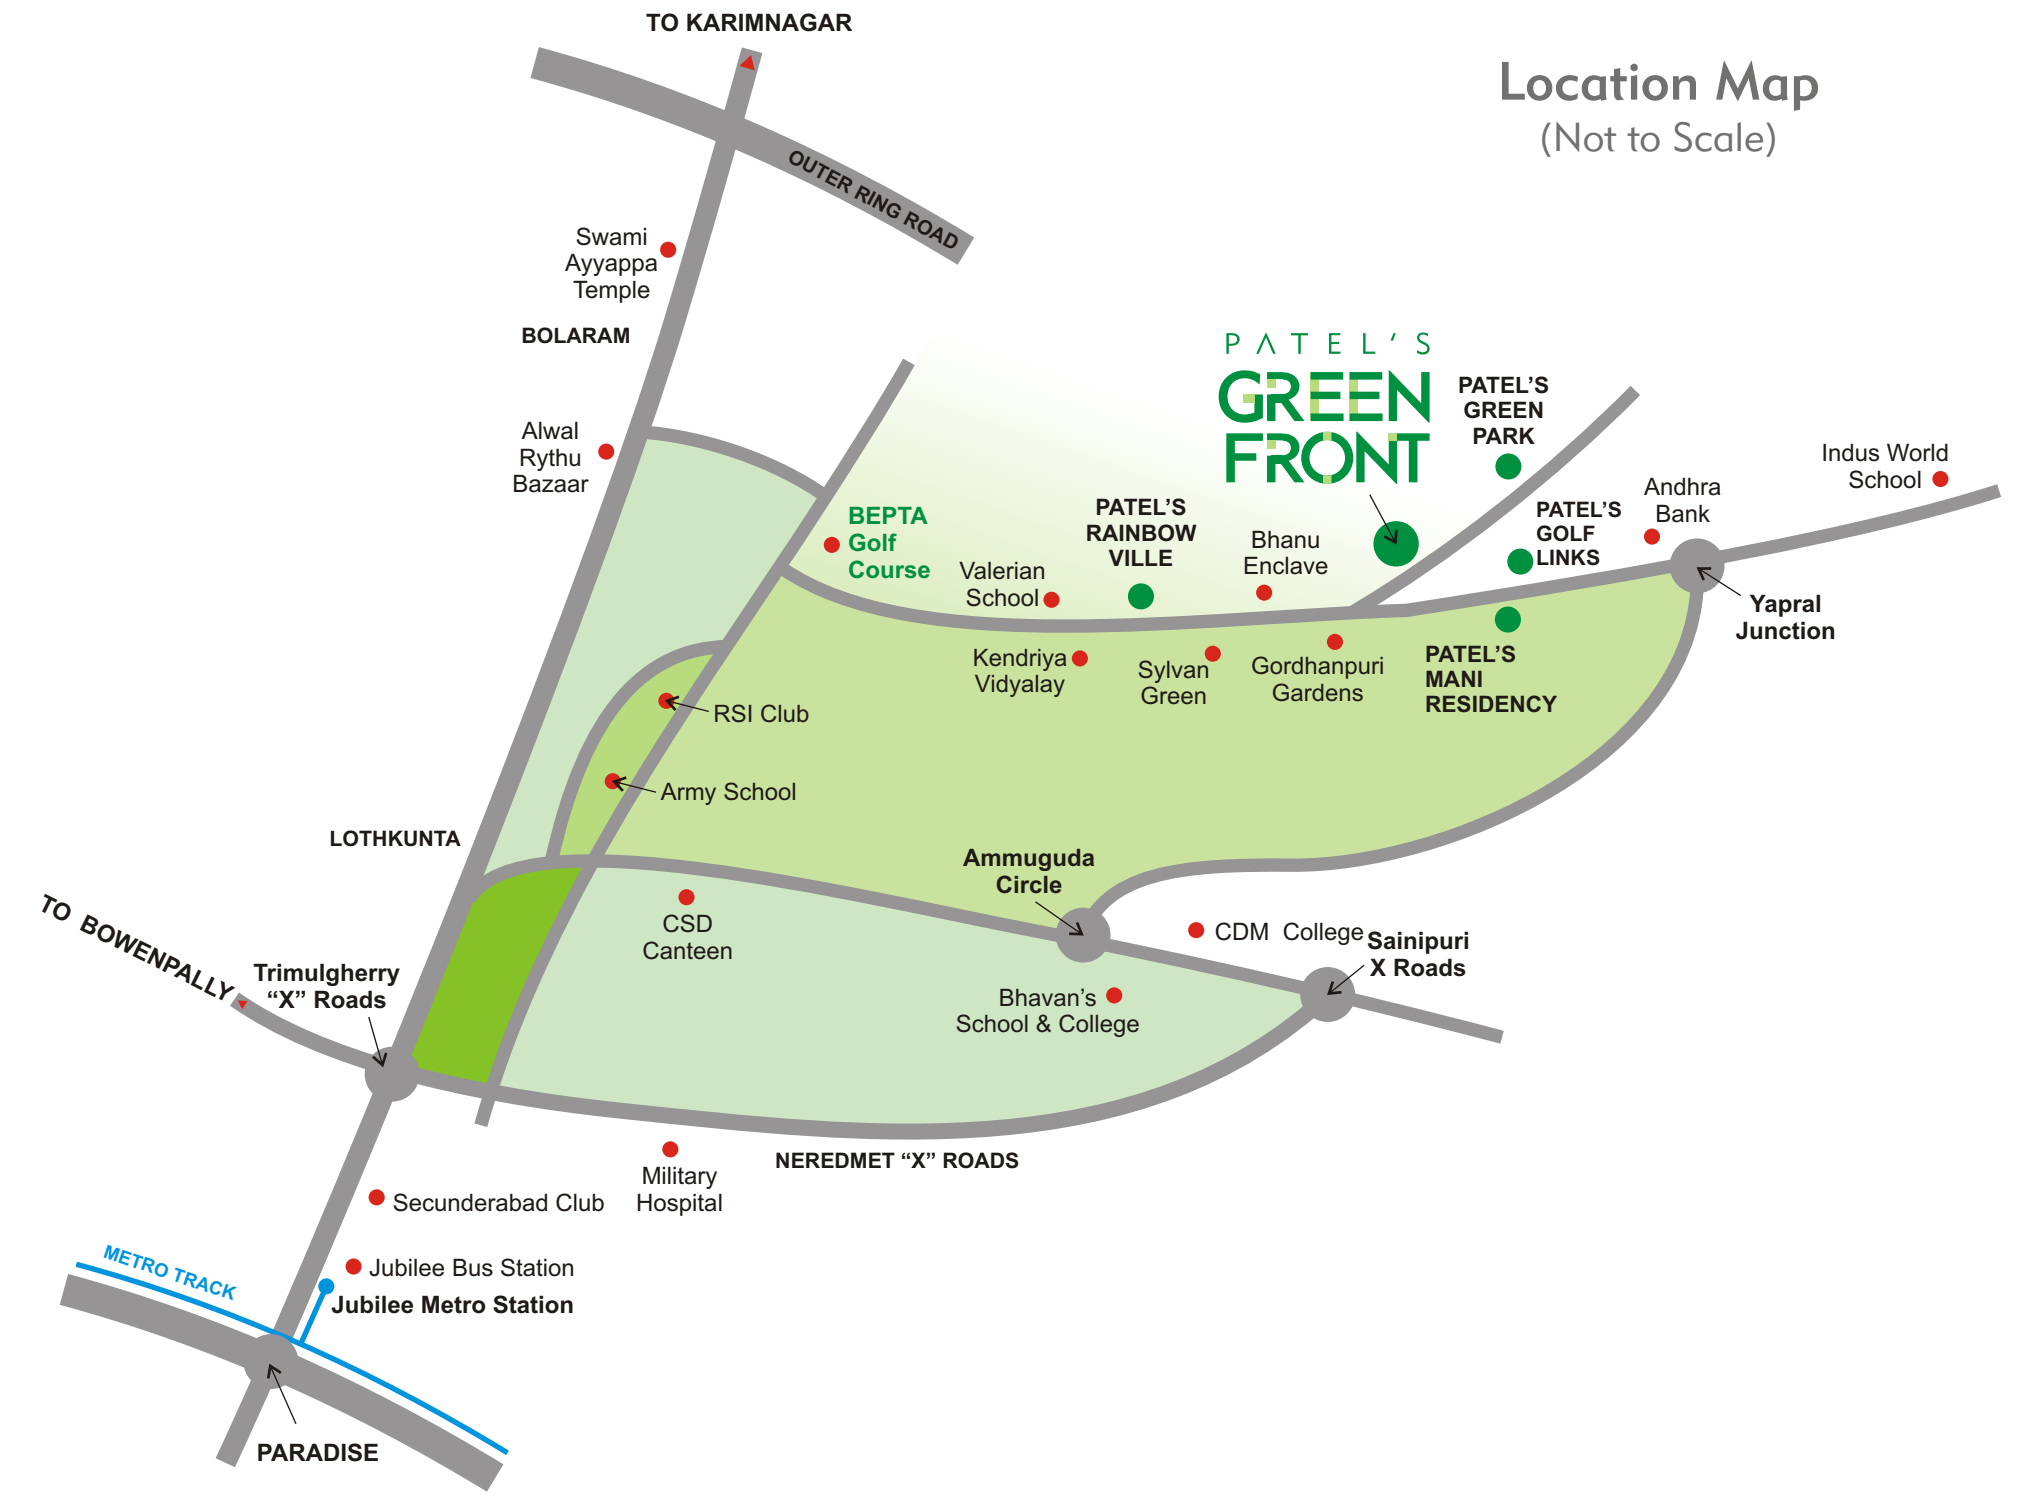 TO KARIMNAGAR
Location Map
(Not to Scale)
OUTER RING ROAD
Swami
Ayyappa
Temple
BOLARAM
PATEL'S
GREEN
FRONT
PATEL'S
GREEN
PARK
Alwal
Rythu
Bazaar
Indus World
School
Andhra
Bank
PATEL'S
GOLF
LINKS
PATEL'S
RAINBOW
VILLE
BEPTA
Golf
Course
Bhanu
Enclave
Valerian
School
Yapral
Junction
Kendriya
Vidyalay
Sylvan
Green
Gordhanpuri
Gardens
PATEL'S
MANI
RESIDENCY
RSI Club
Army School
LOTHKUNTA
Ammuguda
Circle
TO BOWENPALLY
CSD
Canteen
CDM College
Sainipuri
X Roads
Trimulgherry
“X” Roads
Bhavan's
School & College
NEREDMET “X” ROADS
Military
Hospital
Secunderabad Club
METRO TRACK
Jubilee Bus Station
Jubilee Metro Station
PARADISE